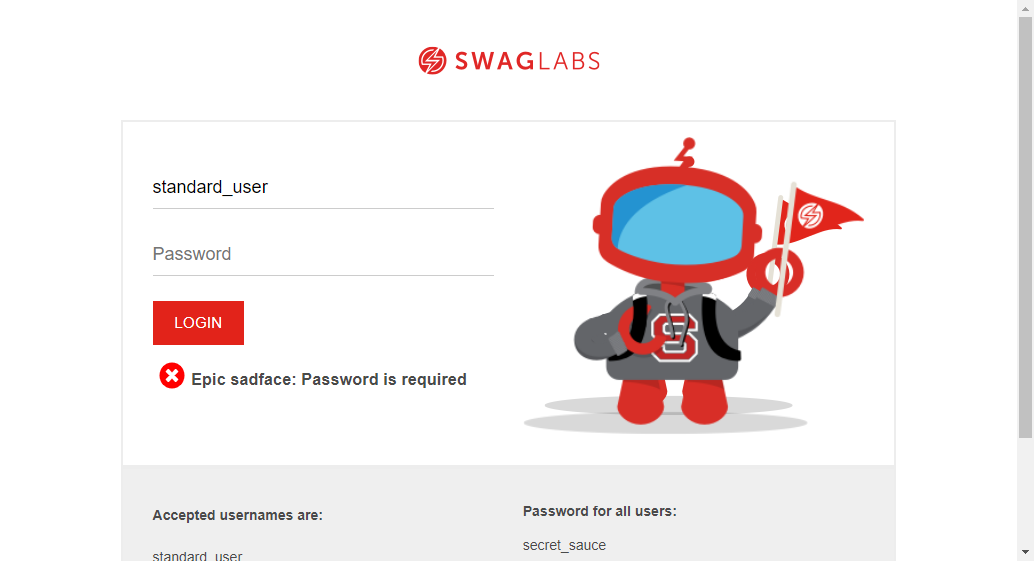 SWAGLABS
standard_user
Password
LOGIN
Epic sadface: Password is required
S
Accepted usernames are:
standard_user
Password for all users:
secret_sauce